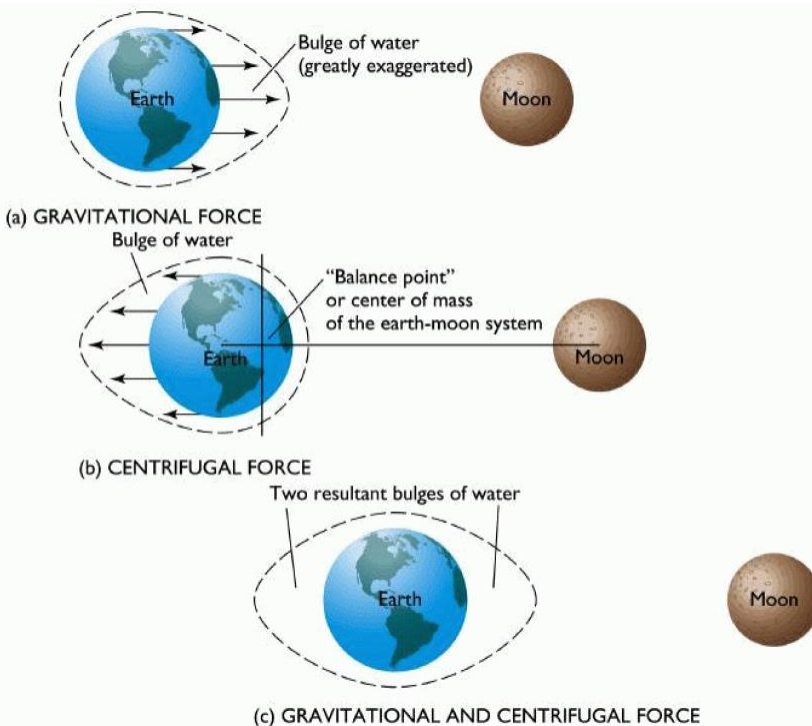 Bulge of water
(greatly exaggerated)
Earth
Moon
(a) GRAVITATIONAL FORCE
Bulge of water
“Balance point”
or center of mass
of the earth-moon system
Earth
Moon
(b) CENTRIFUGAL FORCE
Two resultant bulges of water
Earth
Moon
(c) GRAVITATIONAL AND CENTRIFUGAL FORCE